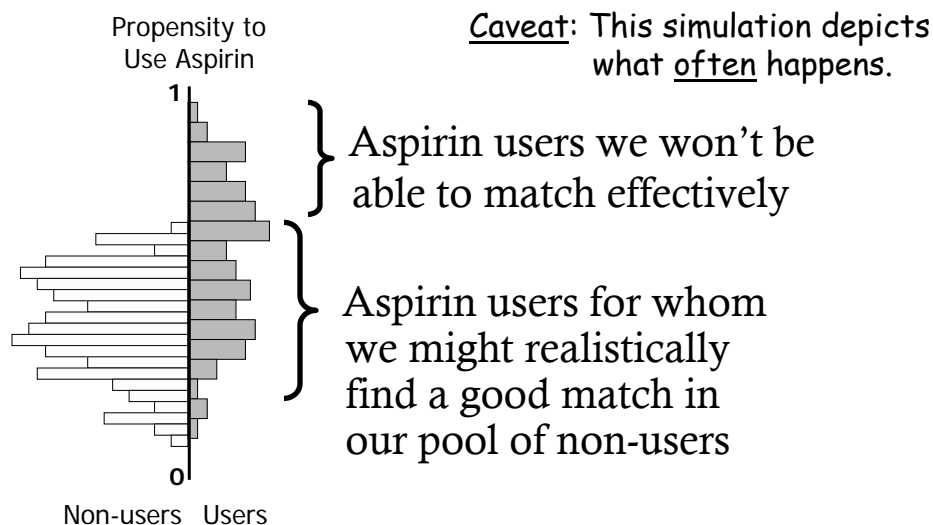 Propensity to
Use Aspirin
Caveat: This simulation depicts
what often happens.
1
Aspirin users we won't be
able to match effectively
Aspirin users for whom
we might realistically
find a good match in
our pool of non-users
0
Non-users Users